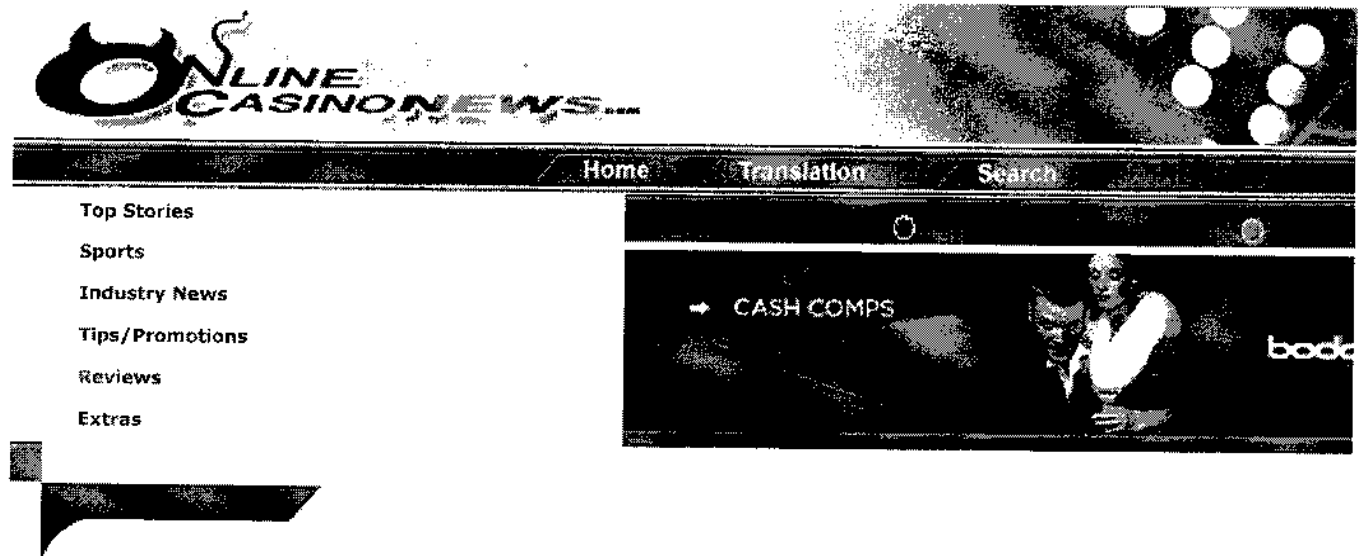 ONLINE
CASINONEWS...
Home Translation Search
Top Stories
Sports
Industry News
Tips/Promotions
Reviews
Extras
CASH COMPS